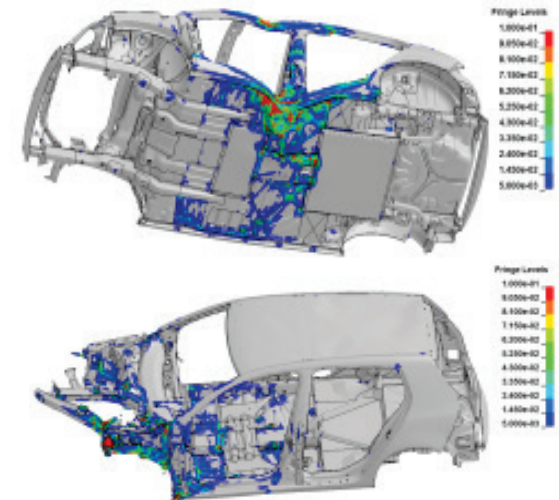 Fringe Levels
1.000e-01
9.050e-02
8.100e-02
7.150e-02
6.200e-02
5.250e-02
4.300e-02
3.350e-02
2.400e-02
1.450e-02
5.000e-03
Fringe Levels
1.000e-01
9.050e-02
8.100e-02
7.150e-02
6.200e-02
5.250e-02
4.300e-02
3.350e-02
2.400e-02
1.450e-02
5.000e-03